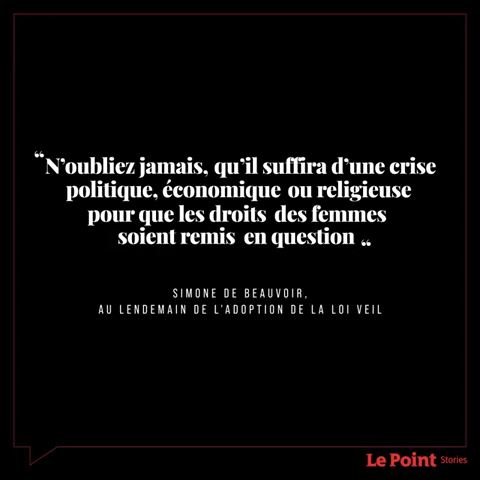 “N’oubliez jamais, qu’il suffira d’une crise
politique, économique ou religieuse
pour que les droits des femmes
soient remis en question “
SIMONE DE BEAUVOIR,
AU LENDEMAIN DE L’ADOPTION DE LA LOI VEIL
Le Point Stories